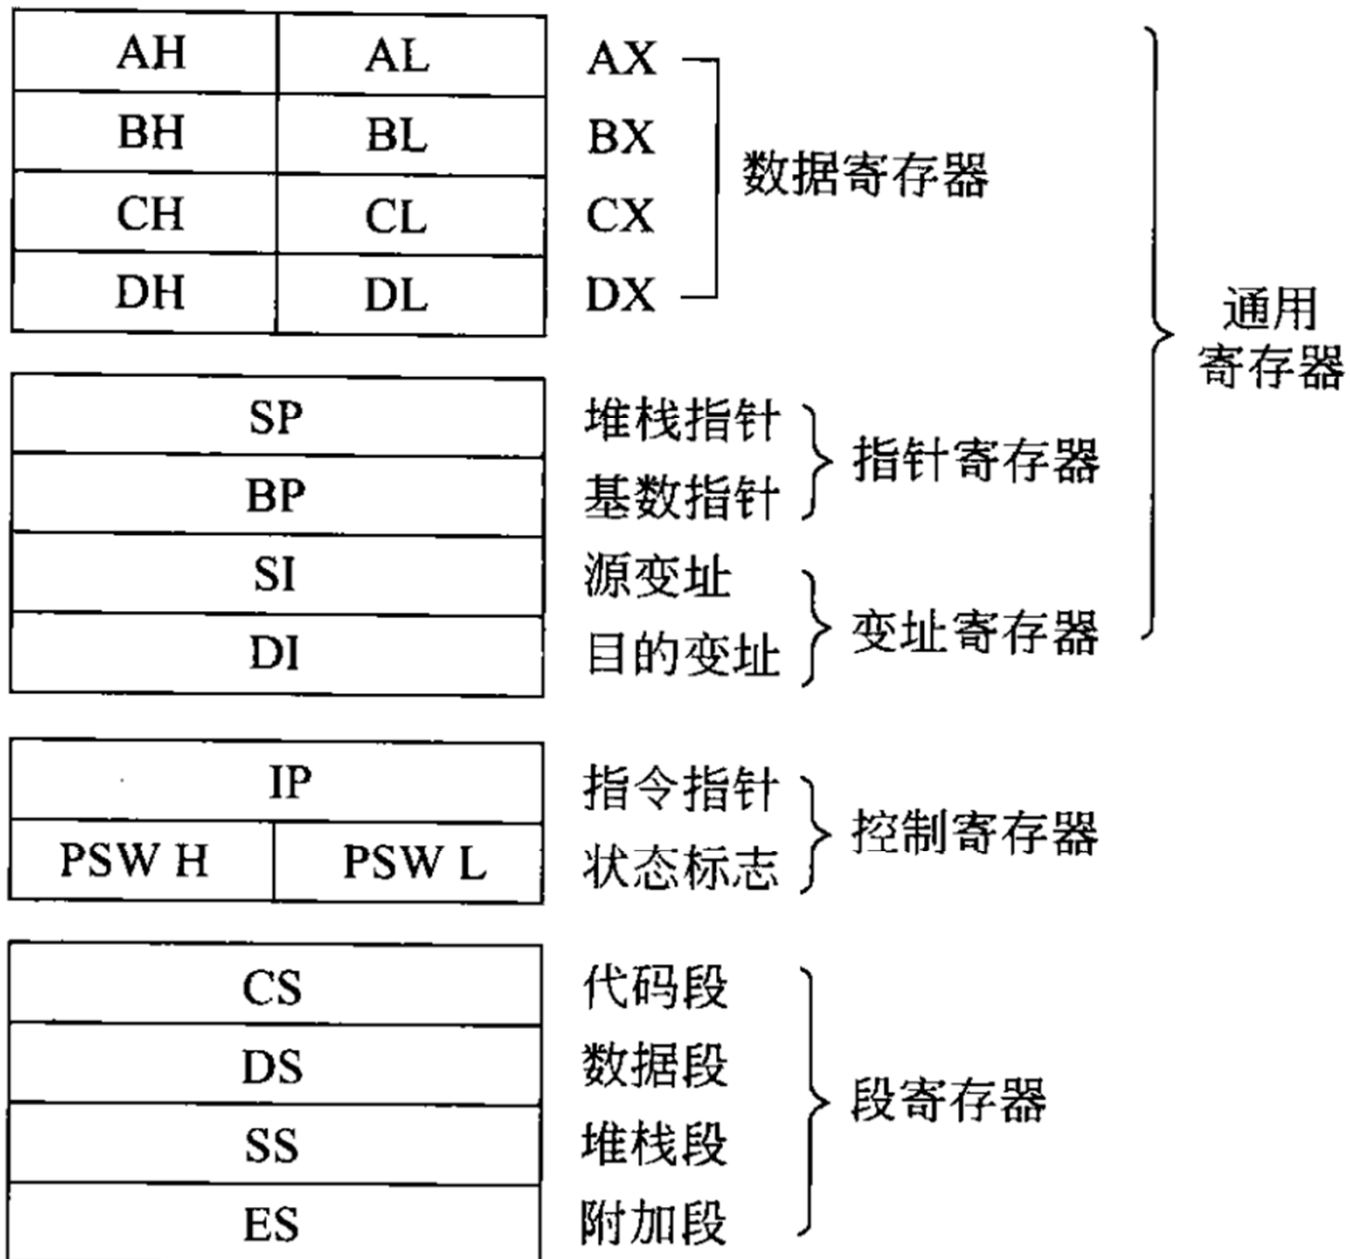 AH AL AX
BH BL BX
数据寄存器
CH CL CX
DH DL DX
通用
寄存器
SP 堆栈指针
指针寄存器
BP 基数指针
SI 源变址
变址寄存器
DI 目的变址
IP 指令指针
控制寄存器
PSW H PSW L 状态标志
CS 代码段
DS 数据段
段寄存器
SS 堆栈段
ES 附加段